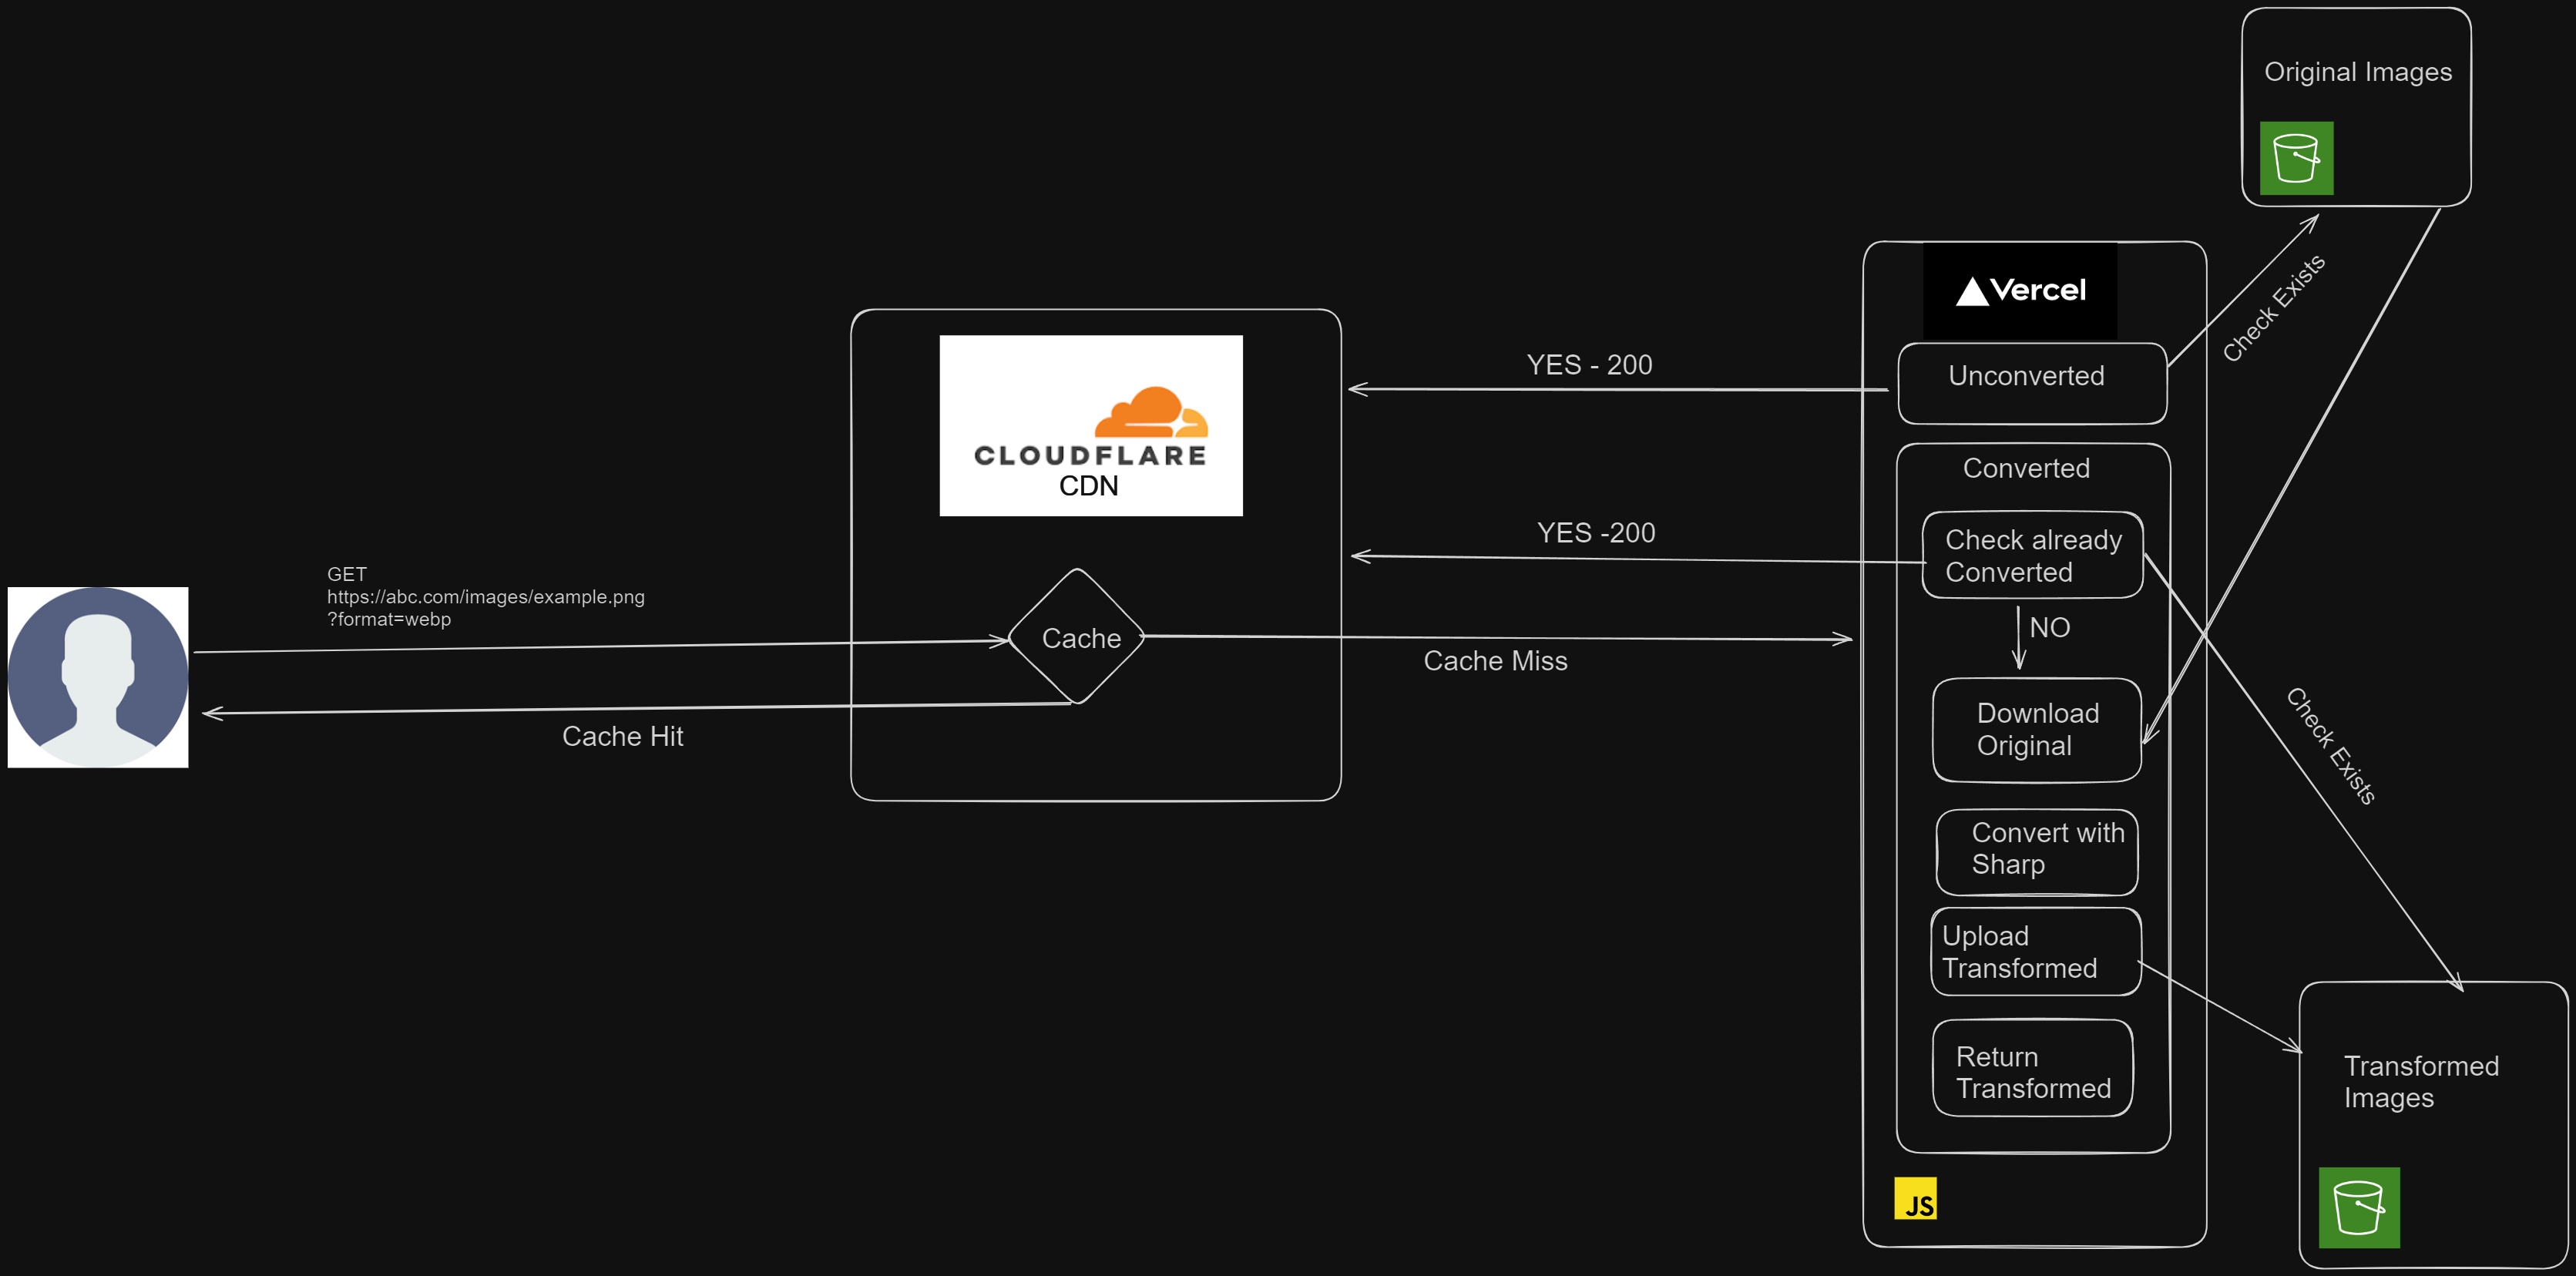 Original Images
Vercel
Unconverted
Check Exists
YES - 200
CLOUDFLARE
CDN
Converted
YES -200
Check already
Converted
GET
https://abc.com/images/example.png
?format=webp
Cache
Cache Miss
NO
Cache Hit
Download
Original
Check Exists
Convert with
Sharp
Upload
Transformed
Return
Transformed
Transformed
Images
JS